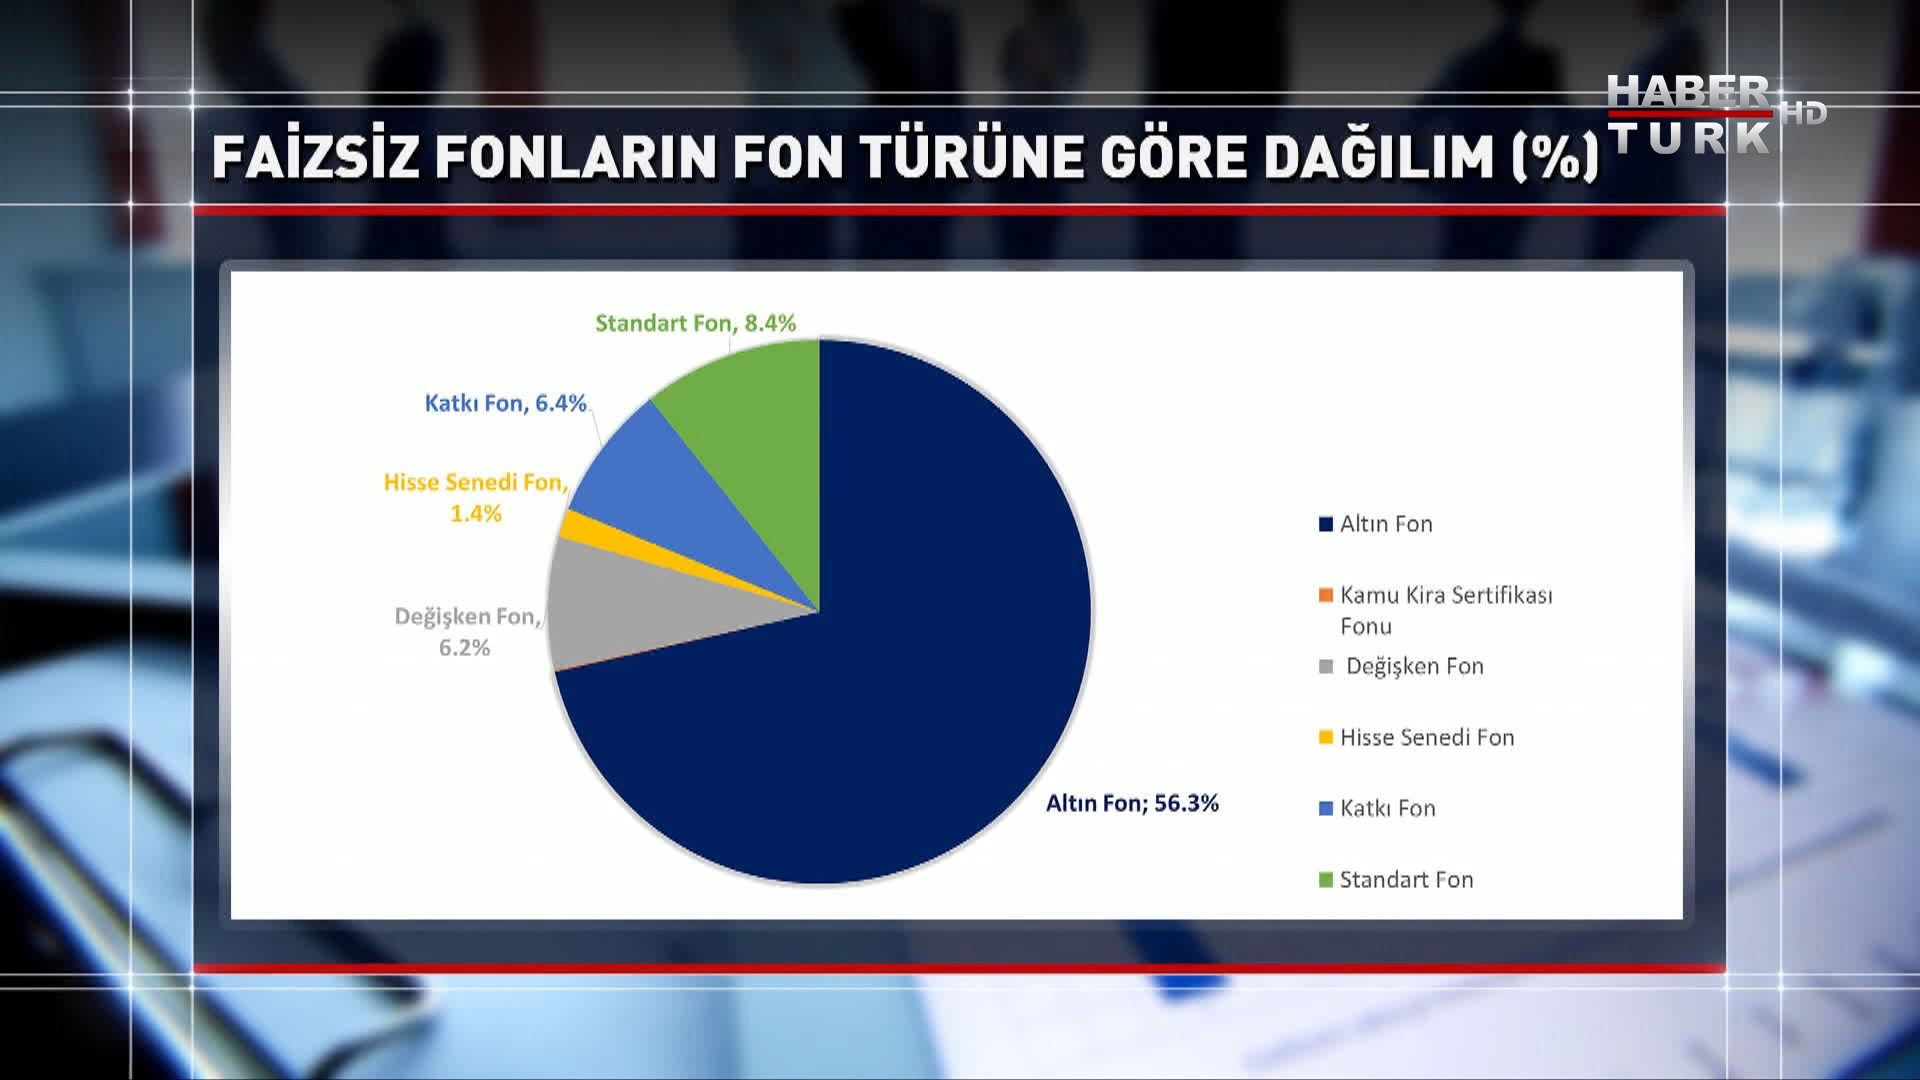 HABER
TURK HD
FAİZSİZ FONLARIN FON TÜRÜNE GÖRE DAĞILIM (%)
Standart Fon, 8.4%
Katkı Fon, 6.4%
Hisse Senedi Fon,
1.4%
Değişken Fon,
6.2%
Altın Fon; 56.3%
Altın Fon
Kamu Kira Sertifikası
Fonu
Değişken Fon
Hisse Senedi Fon
Katkı Fon
Standart Fon